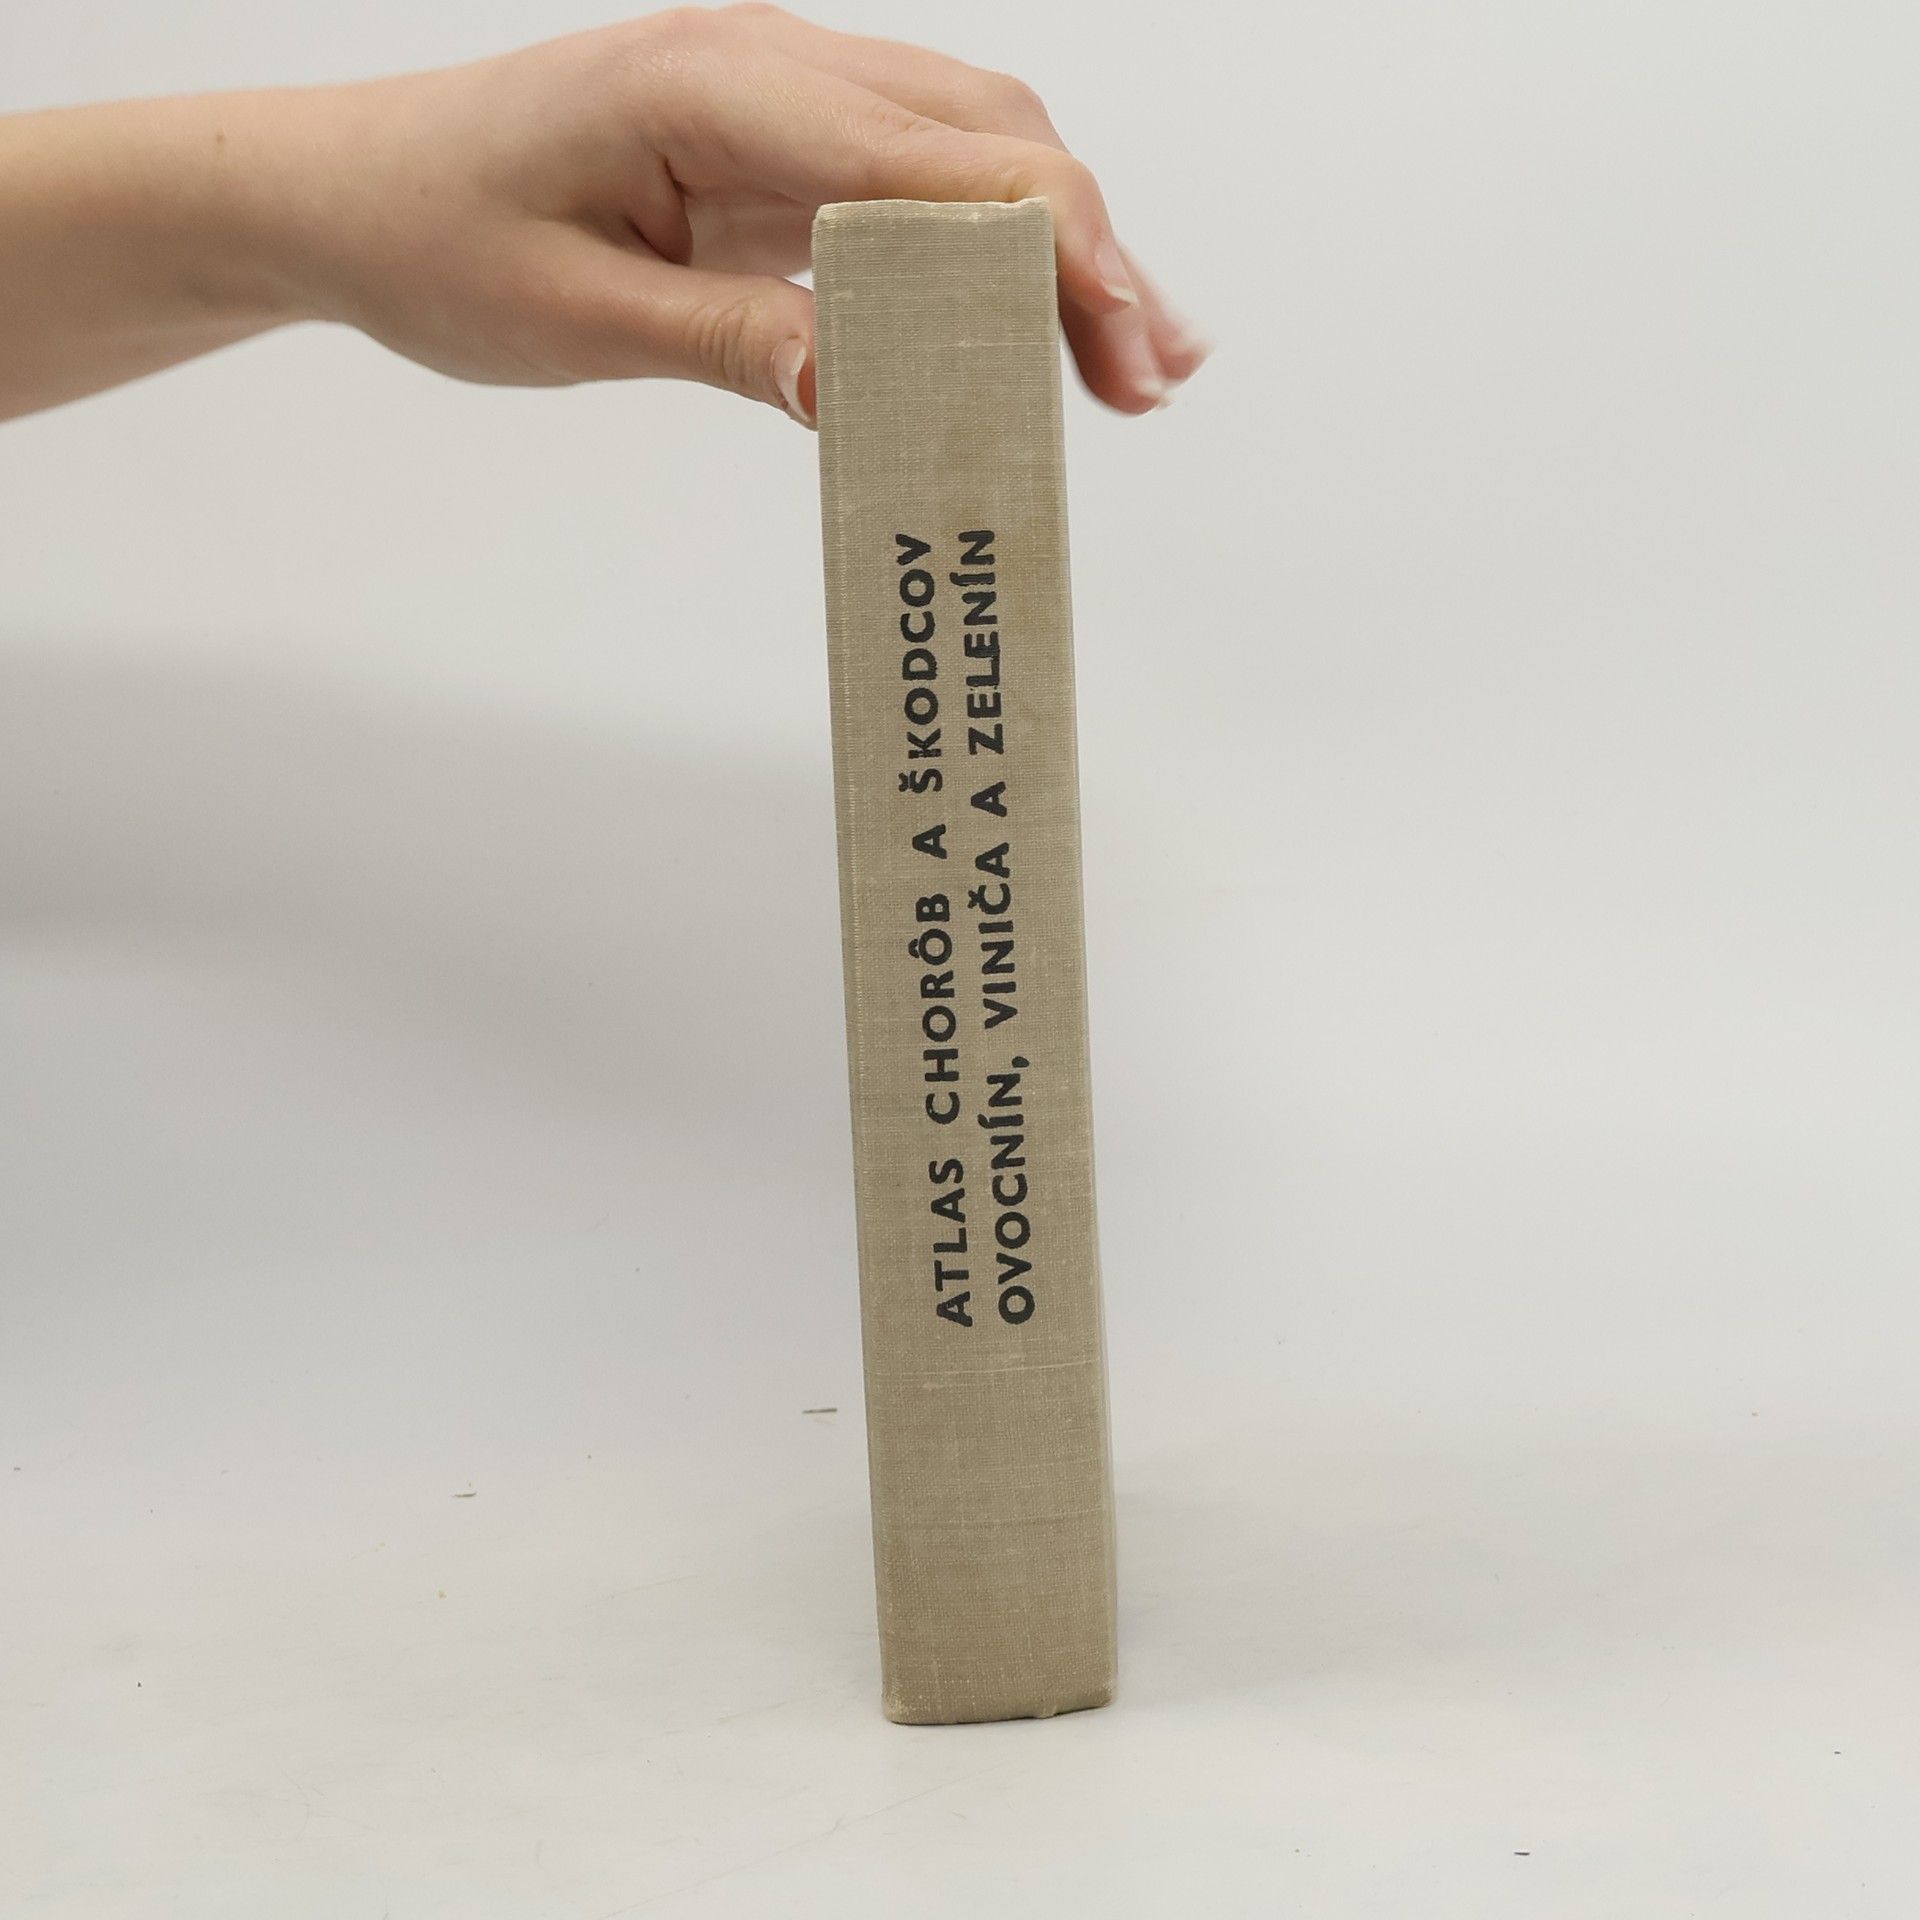 ATLAS CHORÔB A ŠKODCOV
OVOCNÍN, VINIČA A ZELENÍN